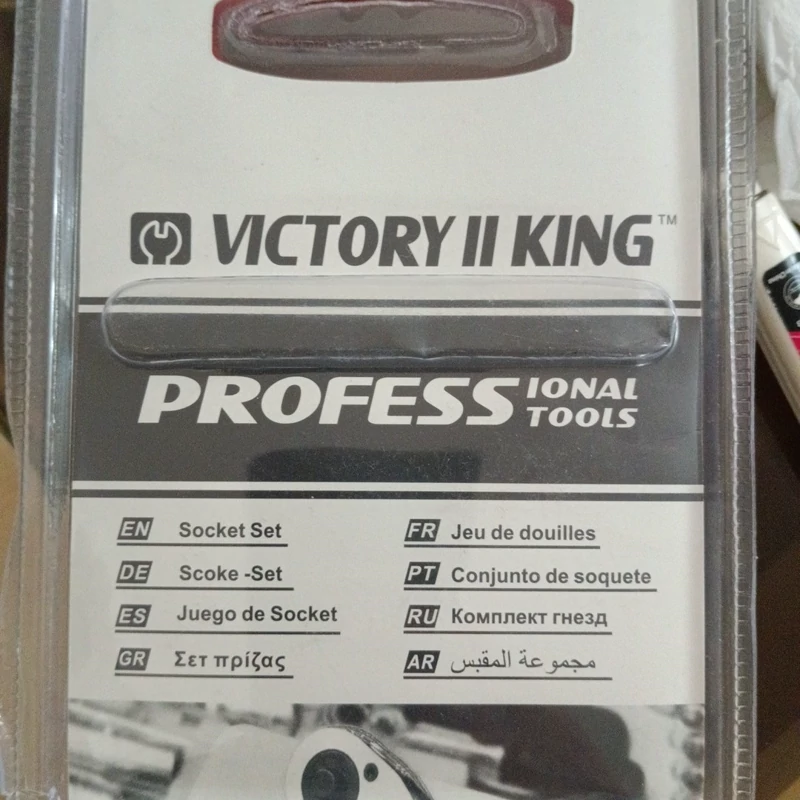 VICTORY II KING™
PROFESSIONAL TOOLS
EN Socket Set
DE Scoke -Set
ES Juego de Socket
GR Σετ πρίζας
FR Jeu de douilles
PT Conjunto de soquete
RU Комплект гнезд
AR مجموعة المقبس